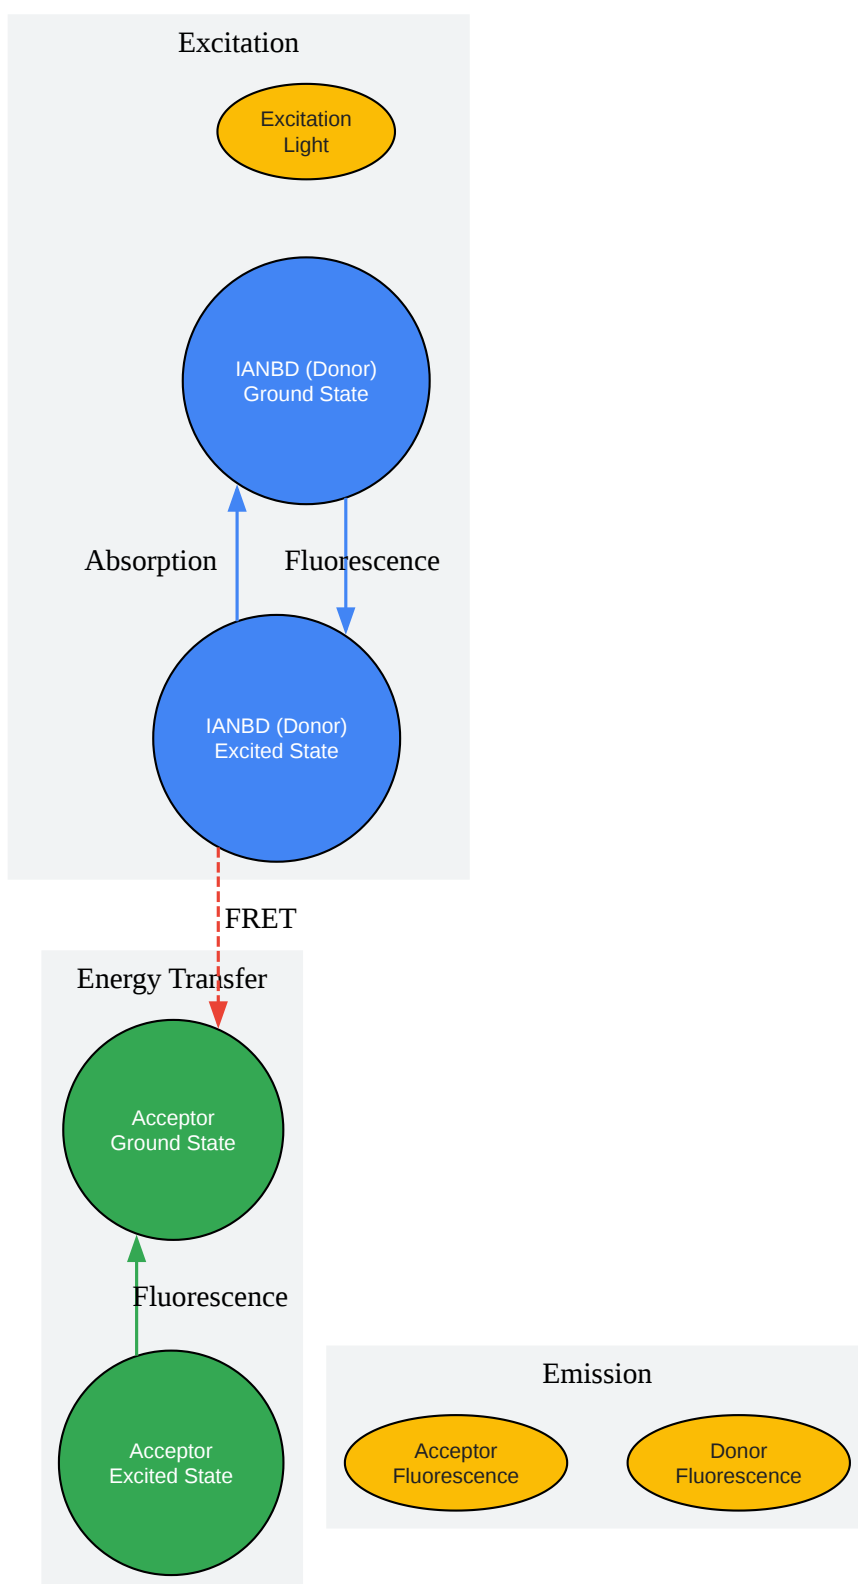 Excitation
Excitation
Light
IANBD (Donor)
Ground State
Absorption
Fluorescence
IANBD (Donor)
Excited State
FRET
Energy Transfer
Acceptor
Ground State
Fluorescence
Acceptor
Excited State
Emission
Acceptor
Fluorescence
Donor
Fluorescence